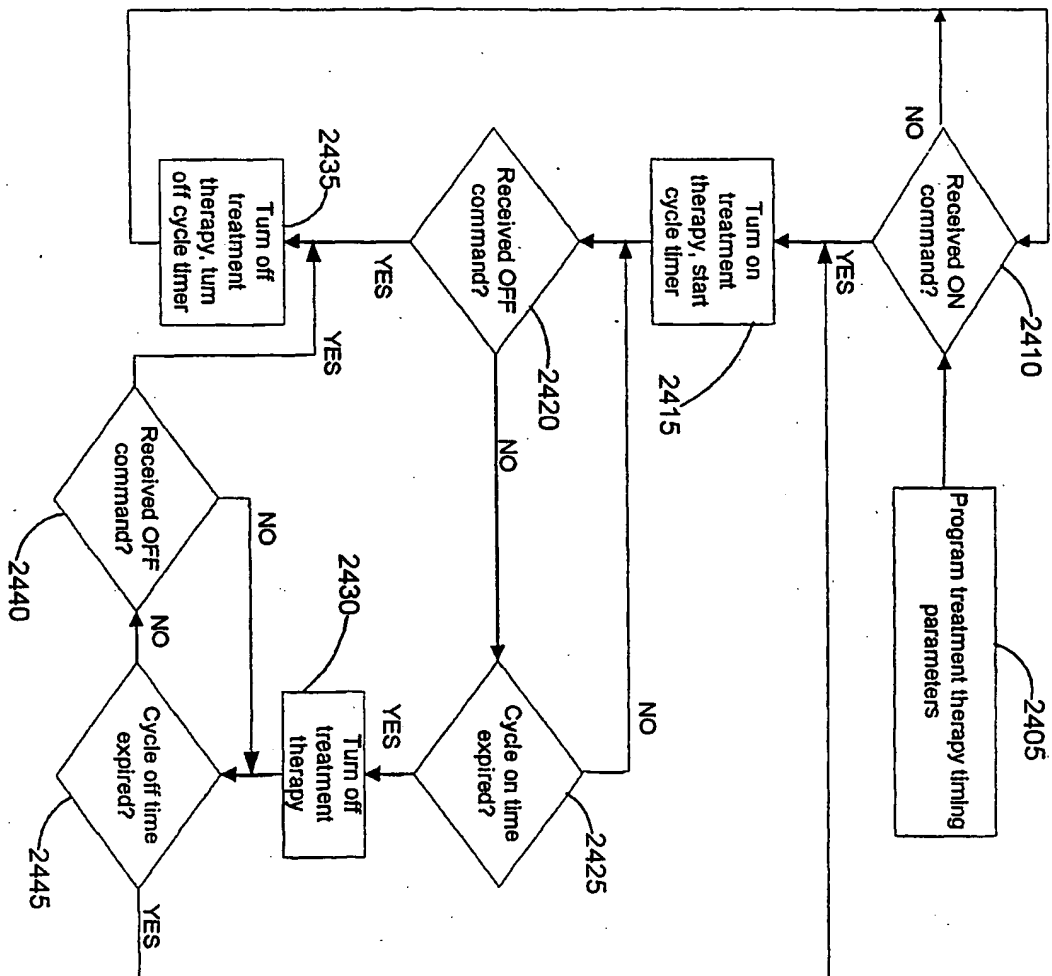 2405
Program treatment therapy timing
parameters
2410
Received ON
command?
NO
YES
2415
Turn on
treatment
therapy, start
cycle timer
2420
Received OFF
command?
NO
YES
2425
Cycle on time
expired?
NO
YES
2430
Turn off
treatment
therapy
2435
Turn off
treatment
therapy, turn
off cycle timer
YES
2440
Received OFF
command?
NO
2445
Cycle off time
expired?
NO
YES